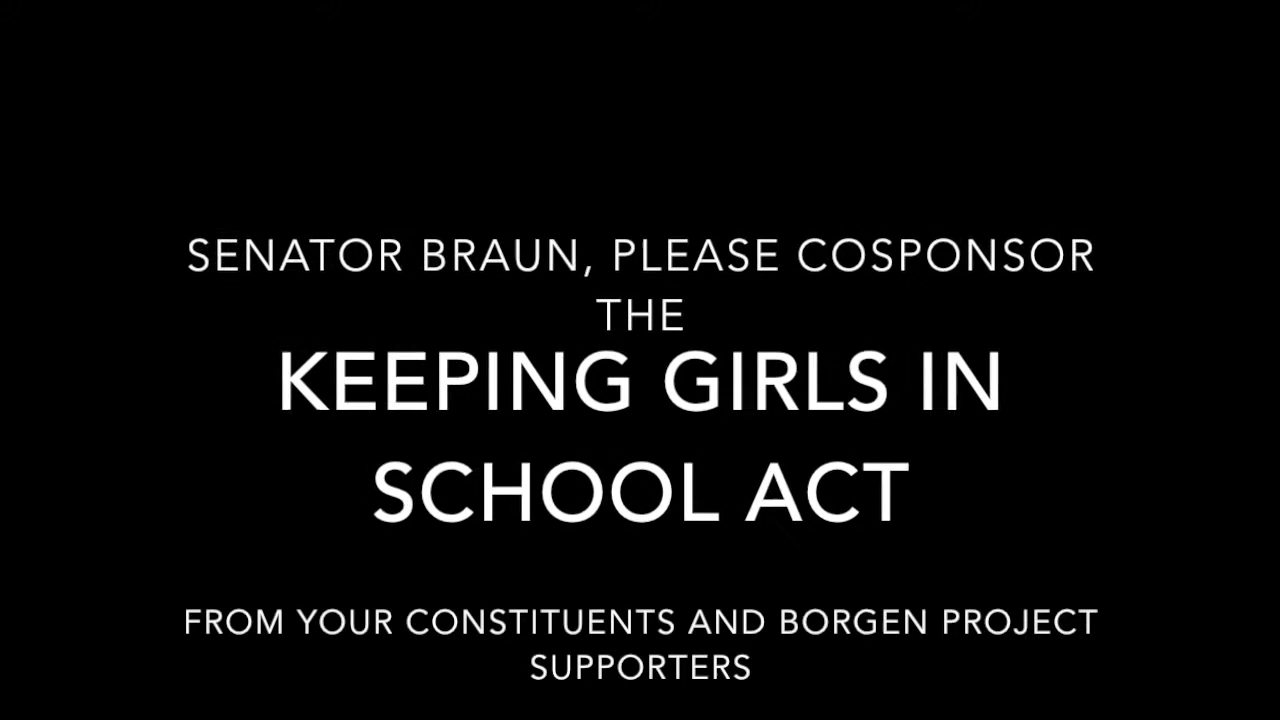 SENATOR BRAUN, PLEASE COSPONSOR
THE
KEEPING GIRLS IN
SCHOOL ACT
FROM YOUR CONSTITUENTS AND BORGEN PROJECT
SUPPORTERS